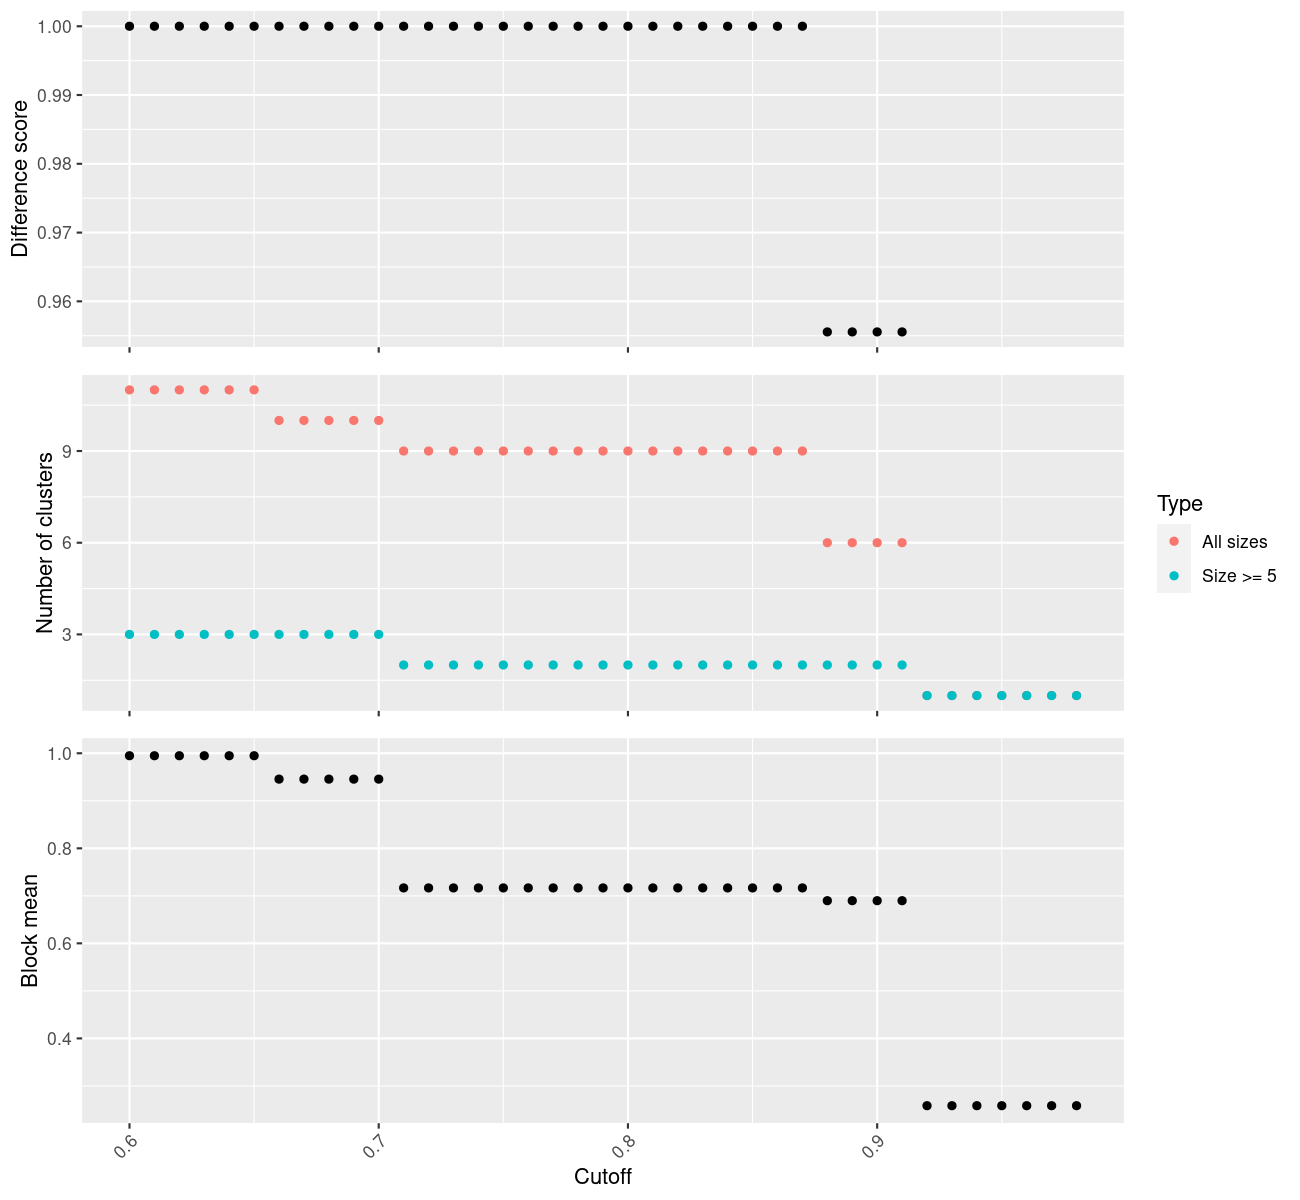 Difference score
1.00
0.99
0.98
0.97
0.96
Number of clusters
9
6
3
Type
All sizes
Size >= 5
Block mean
1.0
0.8
0.6
0.4
0.6
0.7
0.8
0.9
Cutoff